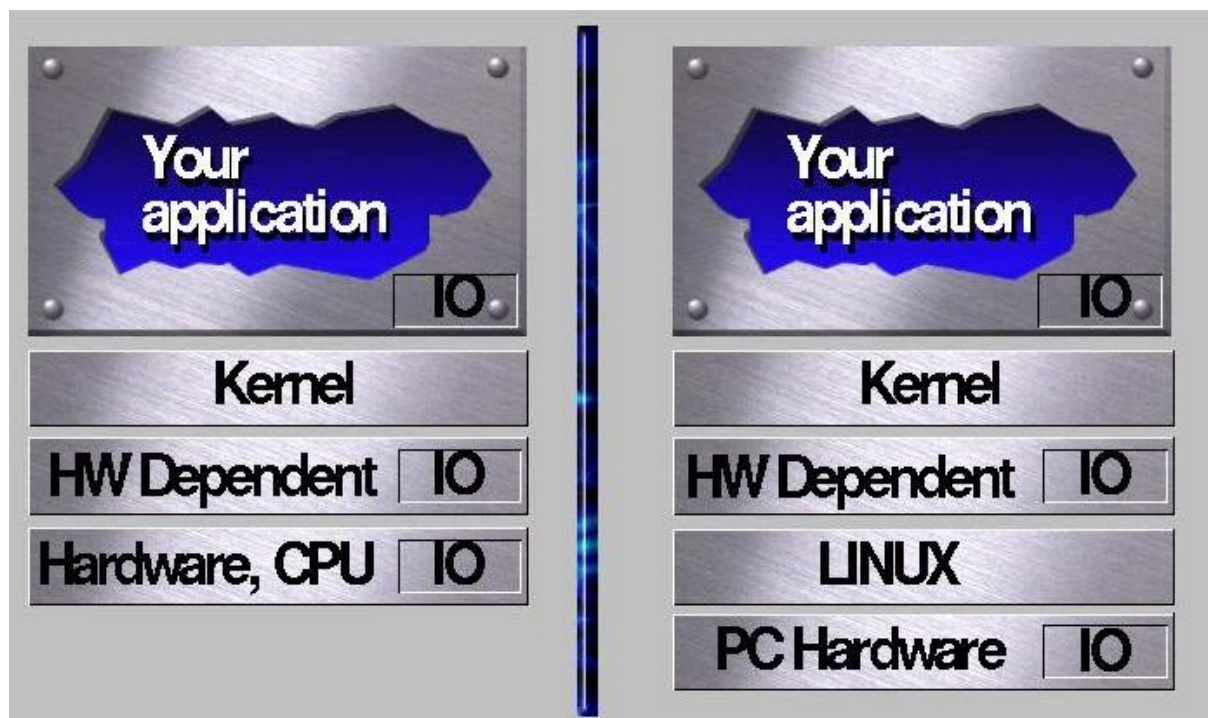 Your
application
IO
Kernel
HW Dependent IO
Hardware, CPU IO
Your
application
IO
Kernel
HW Dependent IO
LINUX
PC Hardware IO